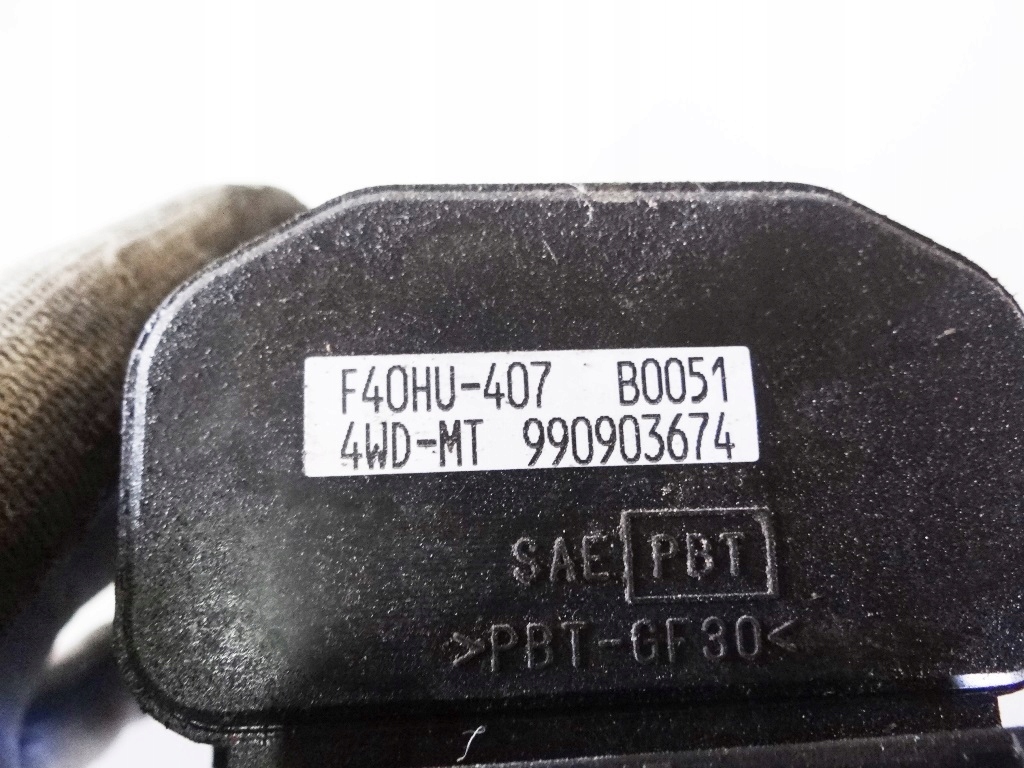 F40HU-407 B0051
4WD-MT 990903674
SAE PBT
>PBT-GF30<